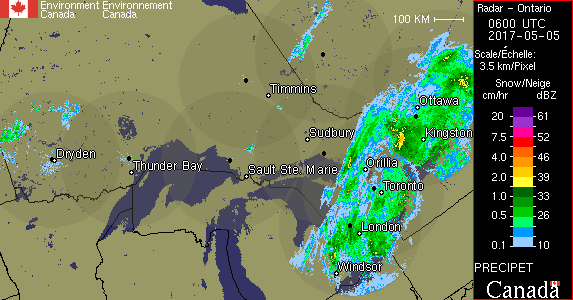 Environment Environnement
Canada Canada
100 KM
Radar - Ontario
0600 UTC
2017-05-05
Scale/Échelle:
3.5 km/Pixel
Snow/Neige
cm/hr dBZ
20 61
7.5 52
4.0 46
2.0 39
1.0 33
0.5 26
0.1 10
PRECIPET
Canada
Timmins
Ottawa
Sudbury
Kingston
Dryden
Thunder Bay
Sault Ste. Marie
Orillia
Toronto
London
Windsor